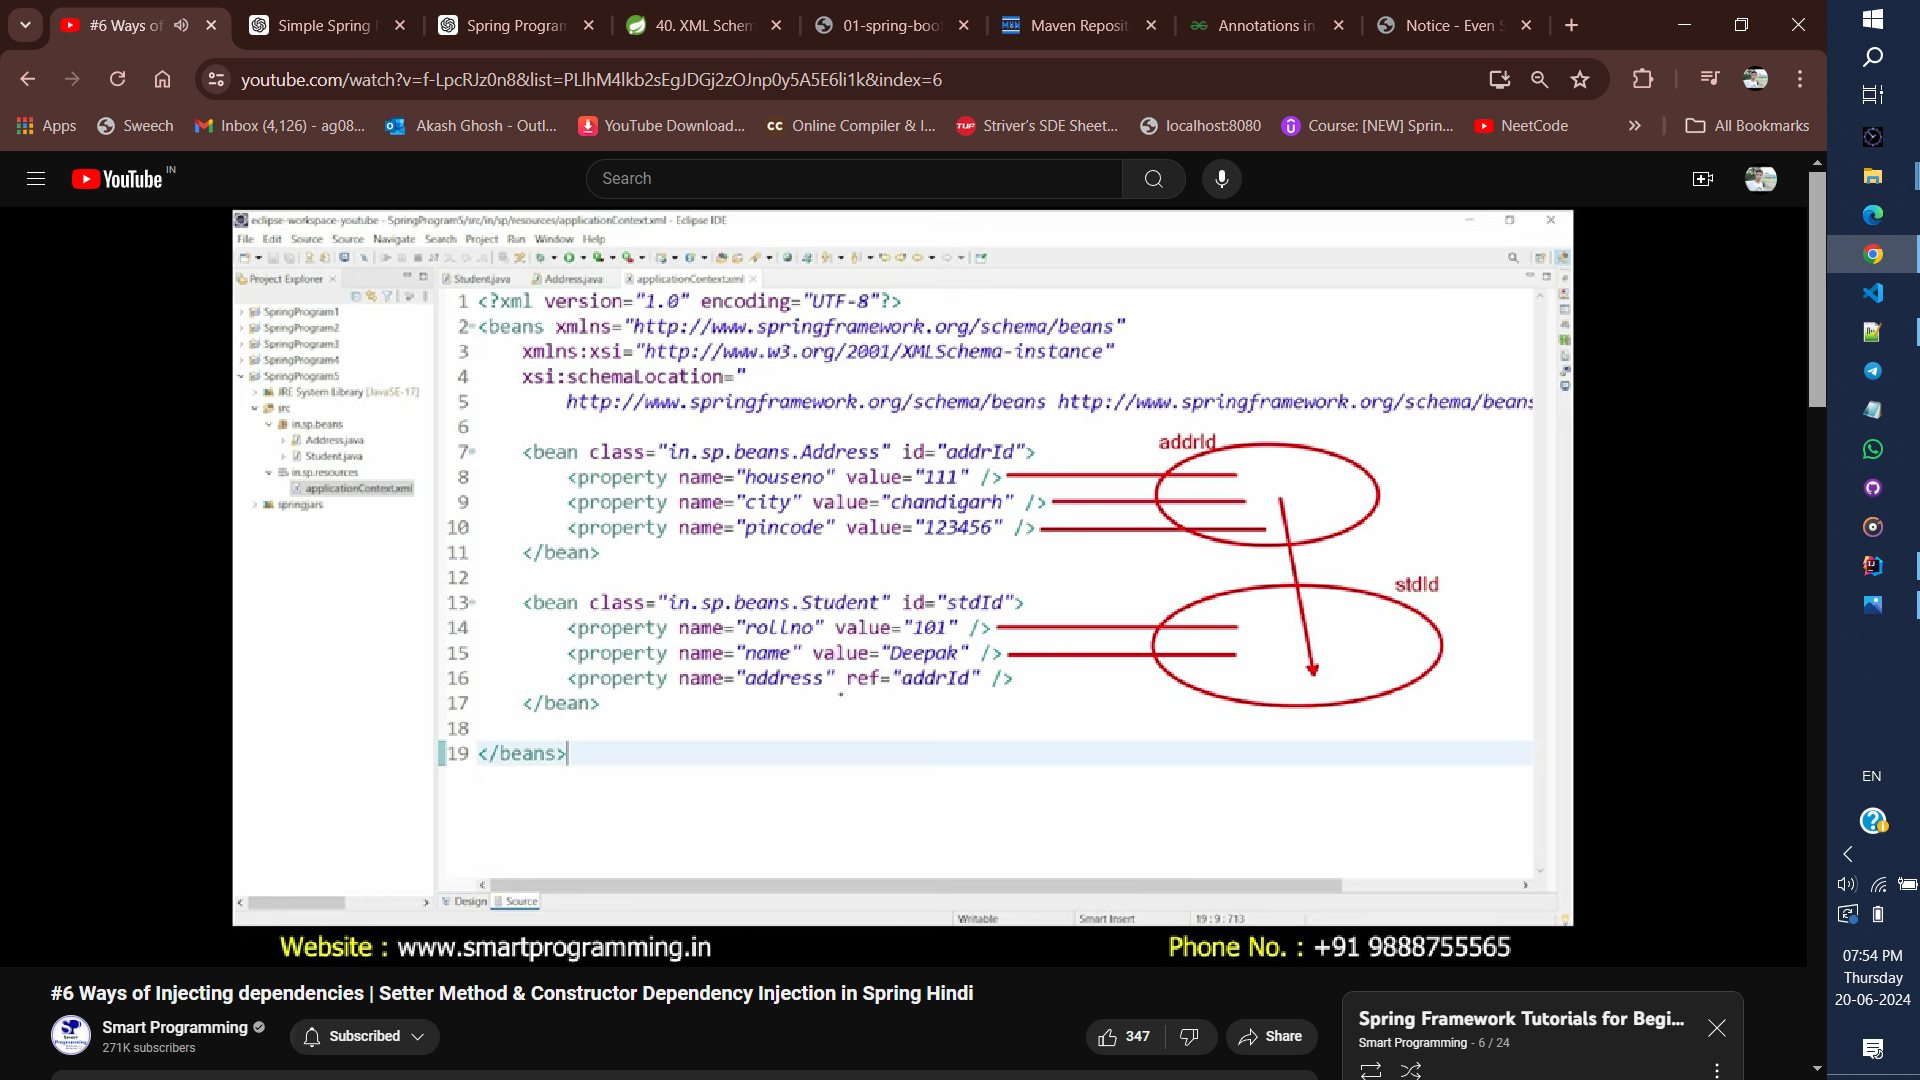 #6 Ways of
Simple Spring
Spring Program
40. XML Schem
01-spring-boot
Maven Reposit
Annotations in
Notice - Even S
youtube.com/watch?v=f-LpcRJz0n8&list=PLlhM4lkb2sEgJDGj2zOJnp0y5A5E6li1k&index=6
Apps
Sweech
Inbox (4,126) - ag08...
Akash Ghosh - Outl...
YouTube Download...
CC Online Compiler & I...
TUF Striver's SDE Sheet...
localhost:8080
Course: [NEW] Sprin...
NeetCode
All Bookmarks
YouTube IN
Search
eclipse-workspace-youtube - SpringProgram5/src/in/sp/resources/applicationContext.xml - Eclipse IDE
File Edit Source Source Navigate Search Project Run Window Help
Project Explorer
Student.java
Address.java
applicationContext.xml
SpringProgram1
SpringProgram2
SpringProgram3
SpringProgram4
SpringProgram5
JRE System Library [JavaSE-17]
src
in.sp.beans
Address.java
Student.java
in.sp.resources
applicationContext.xml
springjars
1 <?xml version="1.0" encoding="UTF-8"?>
2 <beans xmlns="http://www.springframework.org/schema/beans"
3 xmlns:xsi="http://www.w3.org/2001/XMLSchema-instance"
4 xsi:schemaLocation="
5 http://www.springframework.org/schema/beans http://www.springframework.org/schema/beans
6
7 <bean class="in.sp.beans.Address" id="addrId">
8 <property name="houseno" value="111" />
9 <property name="city" value="chandigarh" />
10 <property name="pincode" value="123456" />
11 </bean>
12
13 <bean class="in.sp.beans.Student" id="stdId">
14 <property name="rollno" value="101" />
15 <property name="name" value="Deepak" />
16 <property name="address" ref="addrId" />
17 </bean>
18
19 </beans>
addrId
stdId
Design
Source
Writable
Smart Insert
19 : 9 : 713
Website : www.smartprogramming.in
Phone No. : +91 9888755565
#6 Ways of Injecting dependencies | Setter Method & Constructor Dependency Injection in Spring Hindi
Smart Programming
271K subscribers
Subscribed
347
Share
Spring Framework Tutorials for Begi...
Smart Programming - 6 / 24
EN
07:54 PM
Thursday
20-06-2024